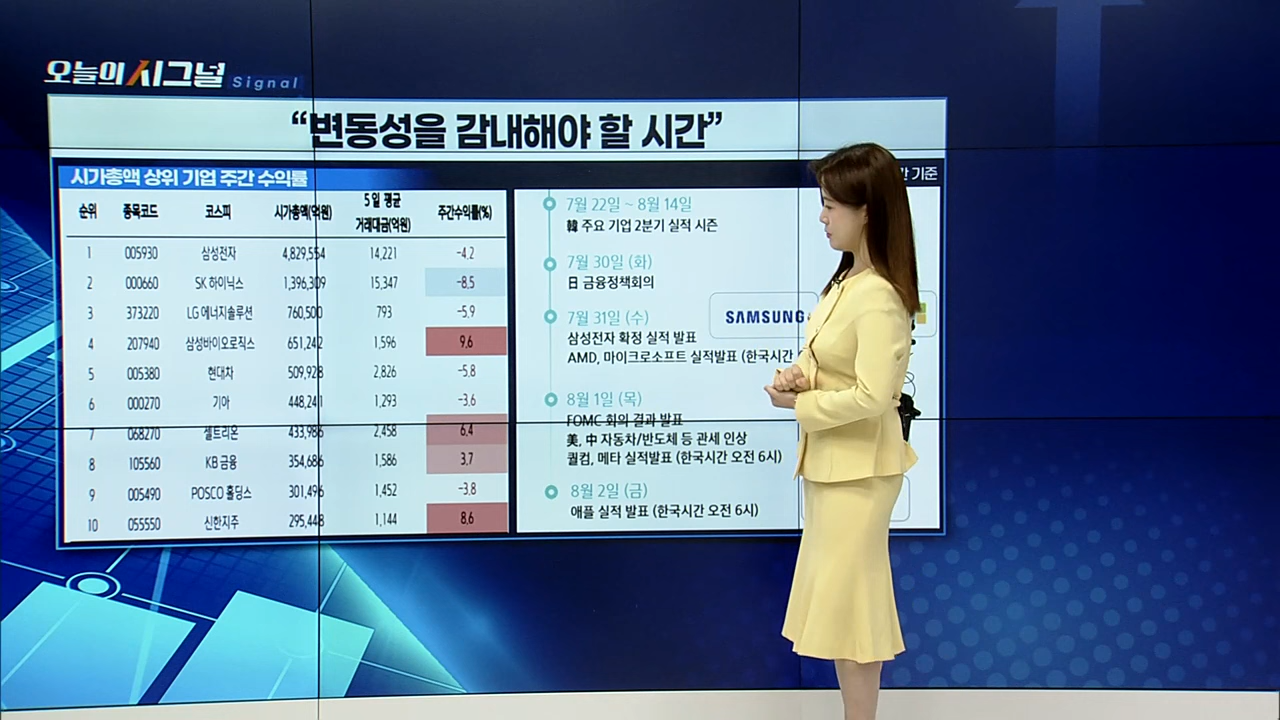 오늘의 시그널 Signal
“변동성을 감내해야 할 시간”
시가총액 상위 기업 주간 수익률
기준
순위 종목코드 코스피 시가총액(억원) 5일 평균 거래대금(억원) 주간수익률(%)
1 005930 삼성전자 4,829,554 14,221 -4.2
2 000660 SK 하이닉스 1,396,309 15,347 -8.5
3 373220 LG 에너지솔루션 760,500 793 -5.9
4 207940 삼성바이오로직스 651,242 1,596 9.6
5 005380 현대차 509,928 2,826 -5.8
6 000270 기아 448,241 1,293 -3.6
7 068270 셀트리온 433,986 2,458 6.4
8 105560 KB 금융 354,686 1,586 3.7
9 005490 POSCO 홀딩스 301,496 1,452 -3.8
10 055550 신한지주 295,448 1,144 8.6
7월 22일 ~ 8월 14일
韓 주요 기업 2분기 실적 시즌
7월 30일 (화)
日 금융정책회의
7월 31일 (수)
SAMSUNG
삼성전자 확정 실적 발표
AMD, 마이크로소프트 실적발표 (한국시간
8월 1일 (목)
FOMC 회의 결과 발표
美, 中 자동차/반도체 등 관세 인상
퀄컴, 메타 실적발표 (한국시간 오전 6시)
8월 2일 (금)
애플 실적 발표 (한국시간 오전 6시)